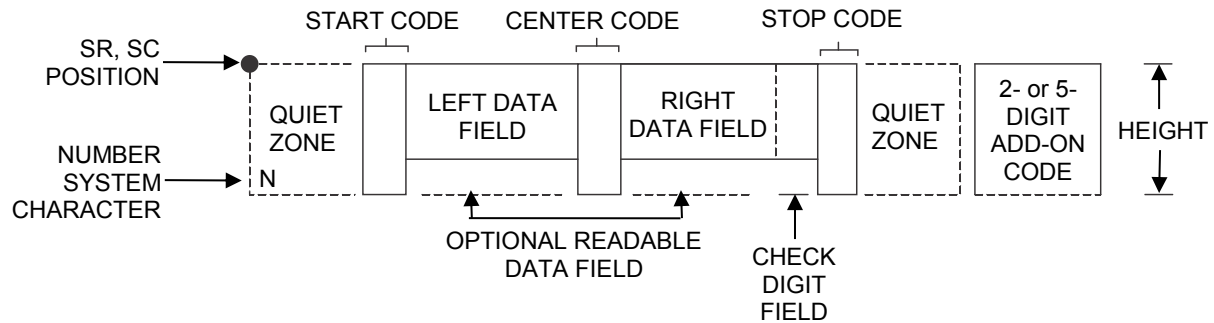 START CODE
CENTER CODE
STOP CODE
SR, SC
POSITION
QUIET
ZONE
LEFT DATA
FIELD
RIGHT
DATA FIELD
QUIET
ZONE
2- or 5-
DIGIT
ADD-ON
CODE
HEIGHT
NUMBER
SYSTEM
CHARACTER
N
OPTIONAL READABLE
DATA FIELD
CHECK
DIGIT
FIELD